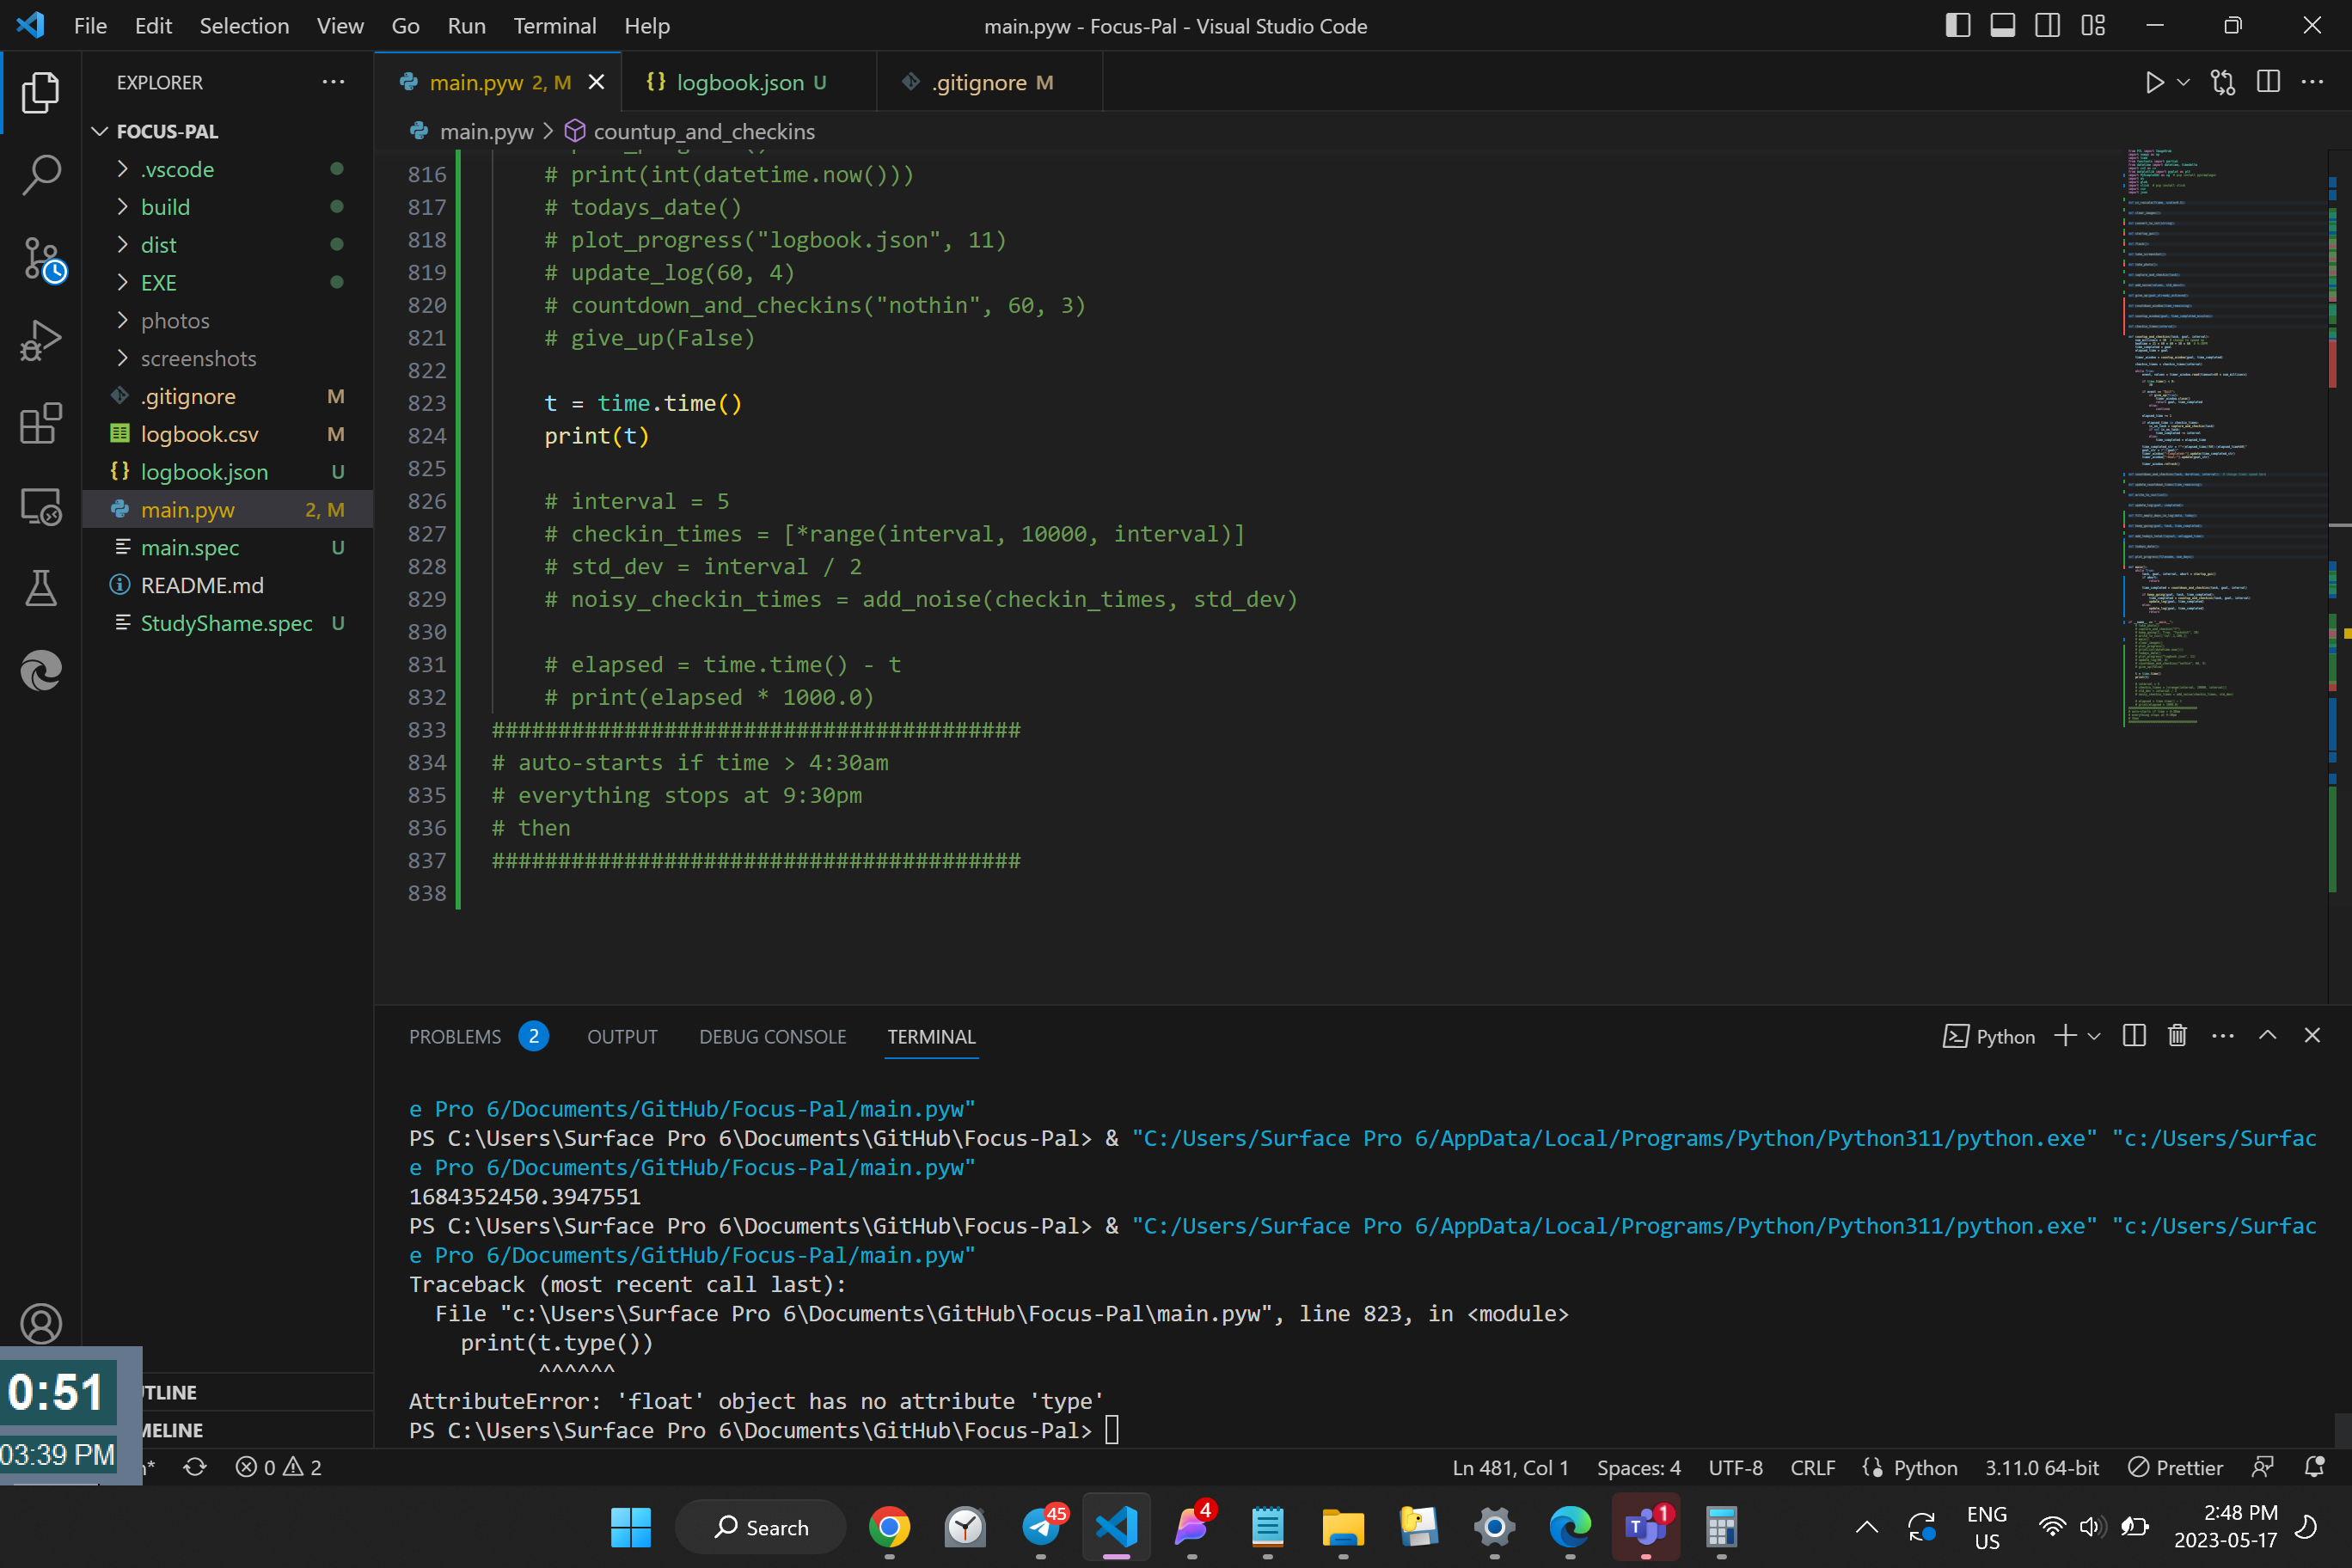 File Edit Selection View Go Run Terminal Help
main.pyw - Focus-Pal - Visual Studio Code
EXPLORER
main.pyw 2, M
logbook.json U
.gitignore M
main.pyw > countup_and_checkins
FOCUS-PAL
.vscode
build
dist
EXE
photos
screenshots
.gitignore M
logbook.csv M
logbook.json U
main.pyw 2, M
main.spec U
README.md
StudyShame.spec U
816 # print(int(datetime.now()))
817 # todays_date()
818 # plot_progress("logbook.json", 11)
819 # update_log(60, 4)
820 # countdown_and_checkins("nothin", 60, 3)
821 # give_up(False)
822
823 t = time.time()
824 print(t)
825
826 # interval = 5
827 # checkin_times = [*range(interval, 10000, interval)]
828 # std_dev = interval / 2
829 # noisy_checkin_times = add_noise(checkin_times, std_dev)
830
831 # elapsed = time.time() - t
832 # print(elapsed * 1000.0)
833 ########################################
834 # auto-starts if time > 4:30am
835 # everything stops at 9:30pm
836 # then
837 ########################################
838
PROBLEMS 2 OUTPUT DEBUG CONSOLE TERMINAL
Python
e Pro 6/Documents/GitHub/Focus-Pal/main.pyw"
PS C:\Users\Surface Pro 6\Documents\GitHub\Focus-Pal> & "C:/Users/Surface Pro 6/AppData/Local/Programs/Python/Python311/python.exe" "c:/Users/Surfac
e Pro 6/Documents/GitHub/Focus-Pal/main.pyw"
1684352450.3947551
PS C:\Users\Surface Pro 6\Documents\GitHub\Focus-Pal> & "C:/Users/Surface Pro 6/AppData/Local/Programs/Python/Python311/python.exe" "c:/Users/Surfac
e Pro 6/Documents/GitHub/Focus-Pal/main.pyw"
Traceback (most recent call last):
File "c:\Users\Surface Pro 6\Documents\GitHub\Focus-Pal\main.pyw", line 823, in <module>
print(t.type())
^^^^^^
AttributeError: 'float' object has no attribute 'type'
PS C:\Users\Surface Pro 6\Documents\GitHub\Focus-Pal>
0:51
03:39 PM
TLINE
MELINE
0 2
Ln 481, Col 1 Spaces: 4 UTF-8 CRLF Python 3.11.0 64-bit Prettier
Search
45
4
1
ENG
US
2:48 PM
2023-05-17